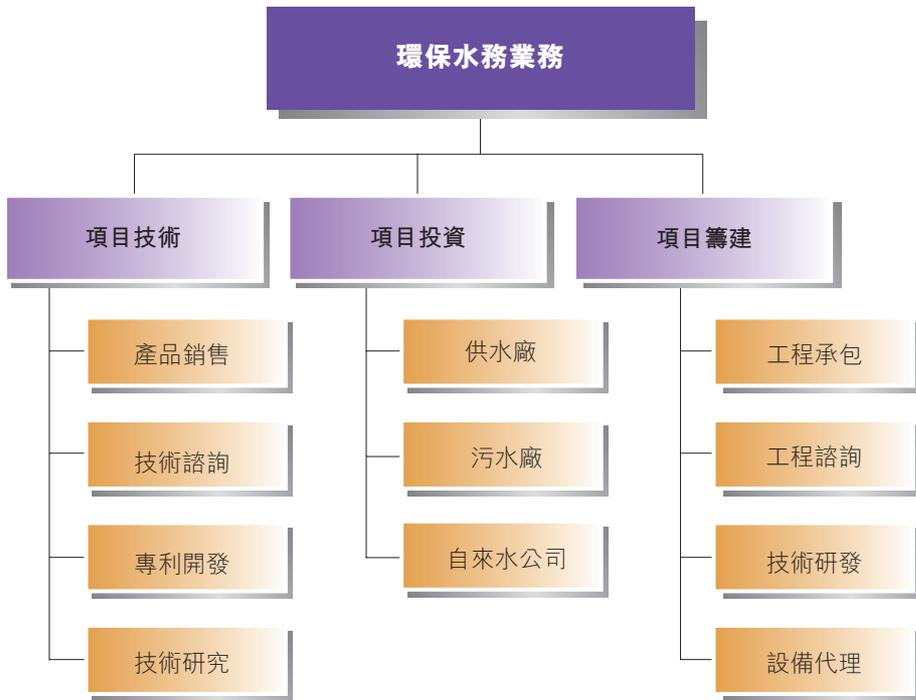 環保水務業務
項目技術
項目投資
項目籌建
產品銷售
技術諮詢
專利開發
技術研究
供水廠
污水廠
自來水公司
工程承包
工程諮詢
技術研發
設備代理